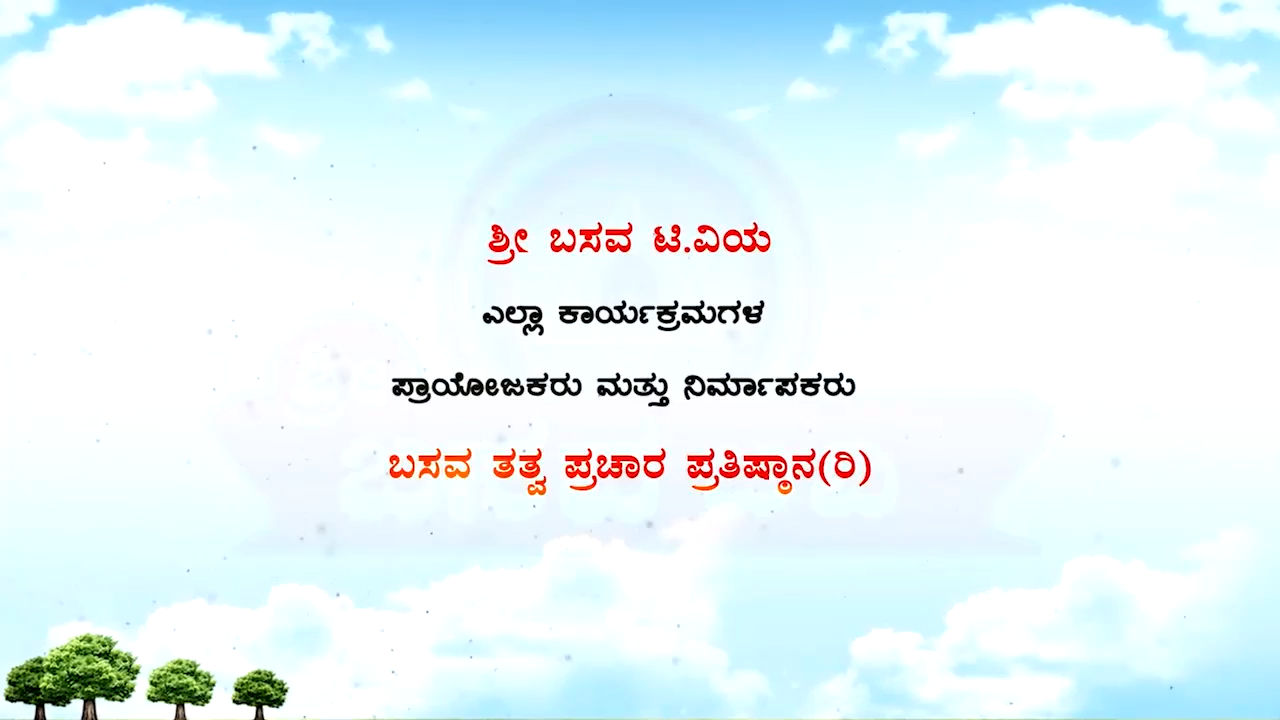 ಶ್ರೀ ಬಸವ ಟಿ.ವಿಯ
ಎಲ್ಲಾ ಕಾರ್ಯಕ್ರಮಗಳ
ಪ್ರಾಯೋಜಕರು ಮತ್ತು ನಿರ್ಮಾಪಕರು
ಬಸವ ತತ್ವ ಪ್ರಚಾರ ಪ್ರತಿಷ್ಠಾನ(ರಿ)